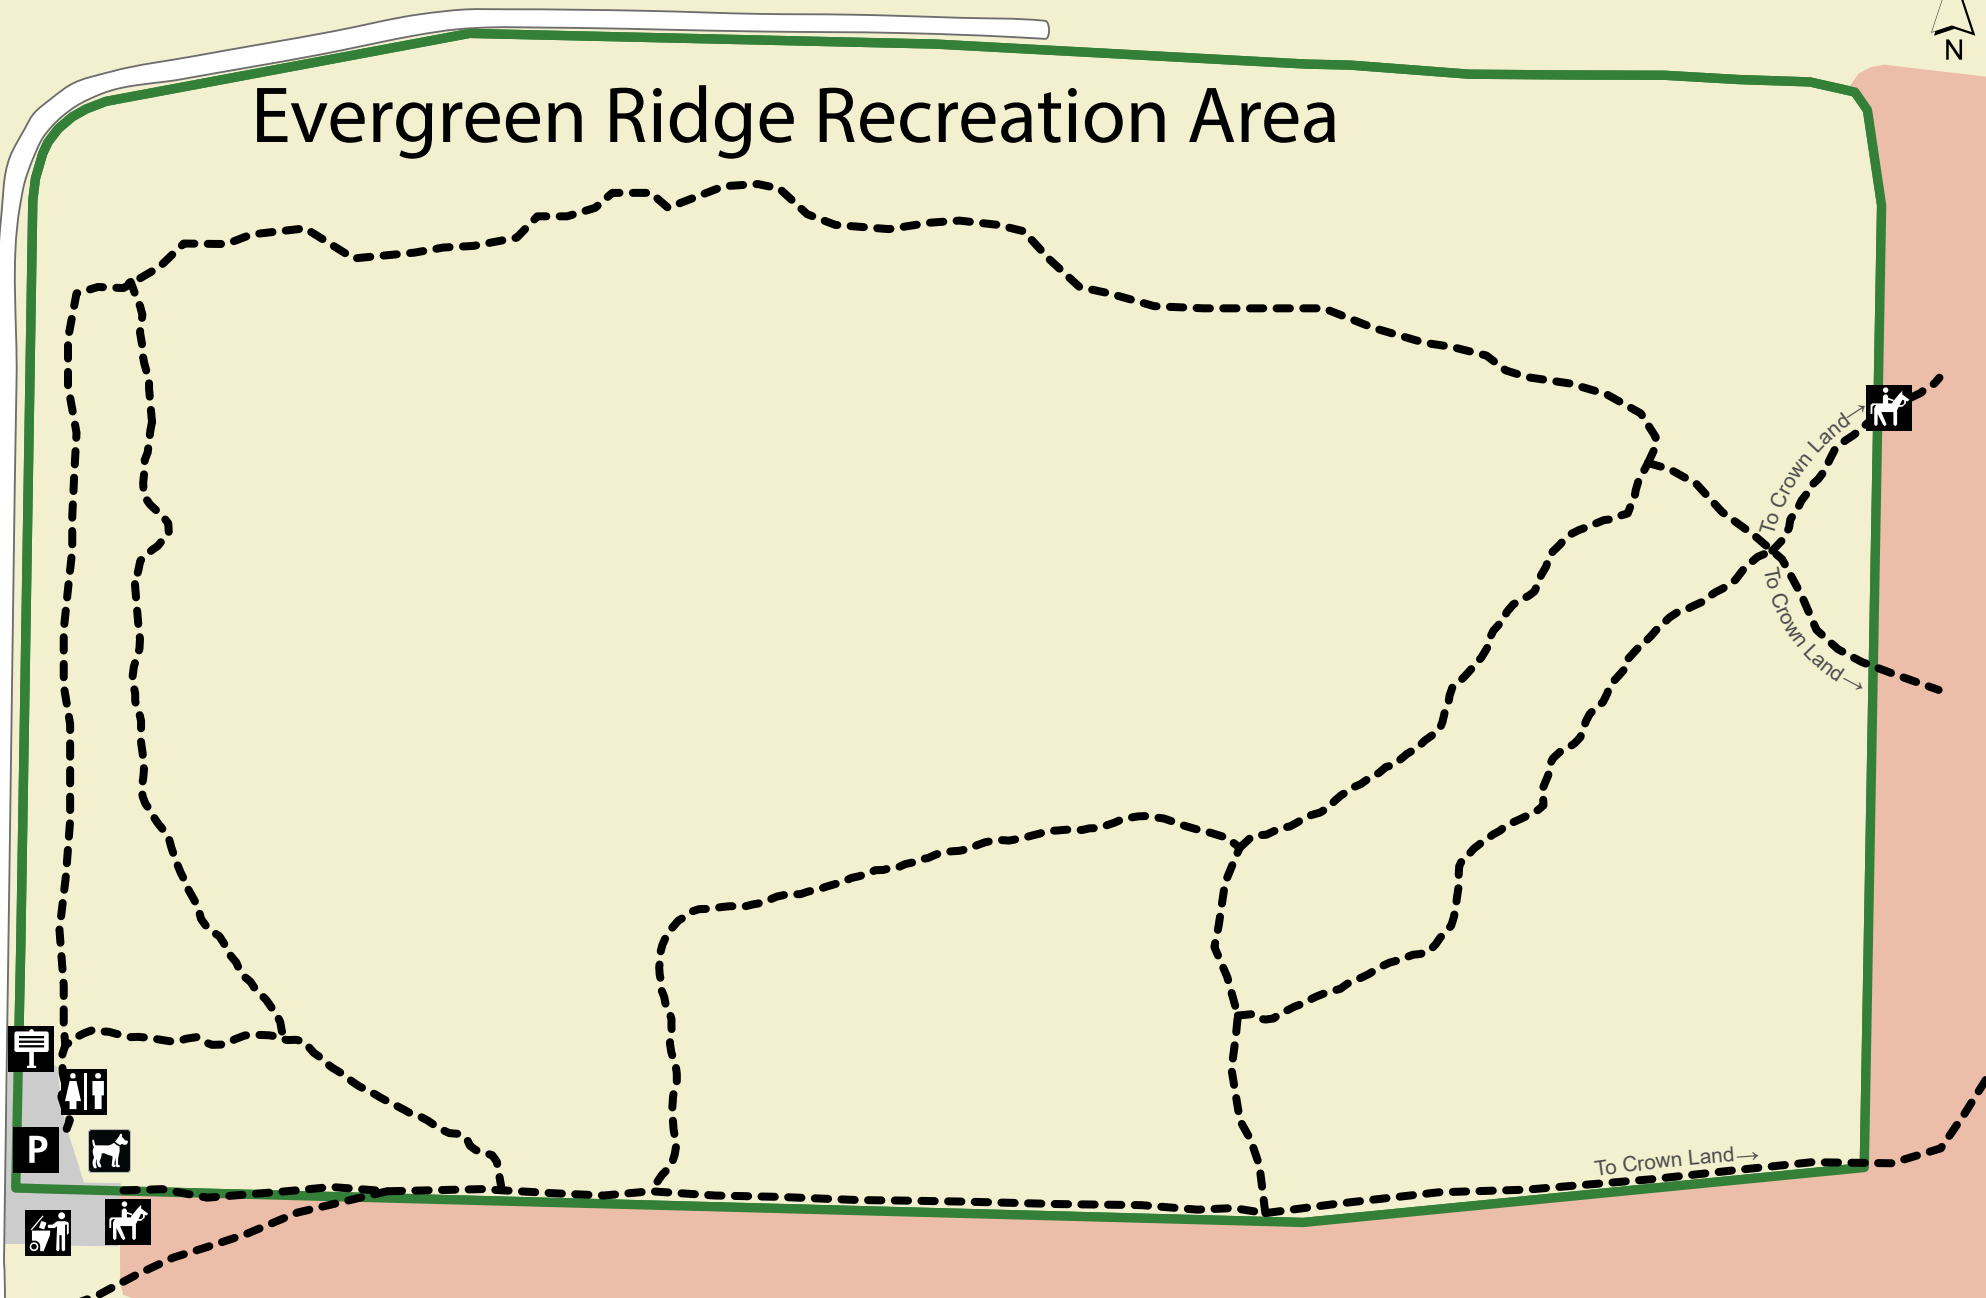 N
Evergreen Ridge Recreation Area
To Crown Land→
To Crown Land→
P
To Crown Land→